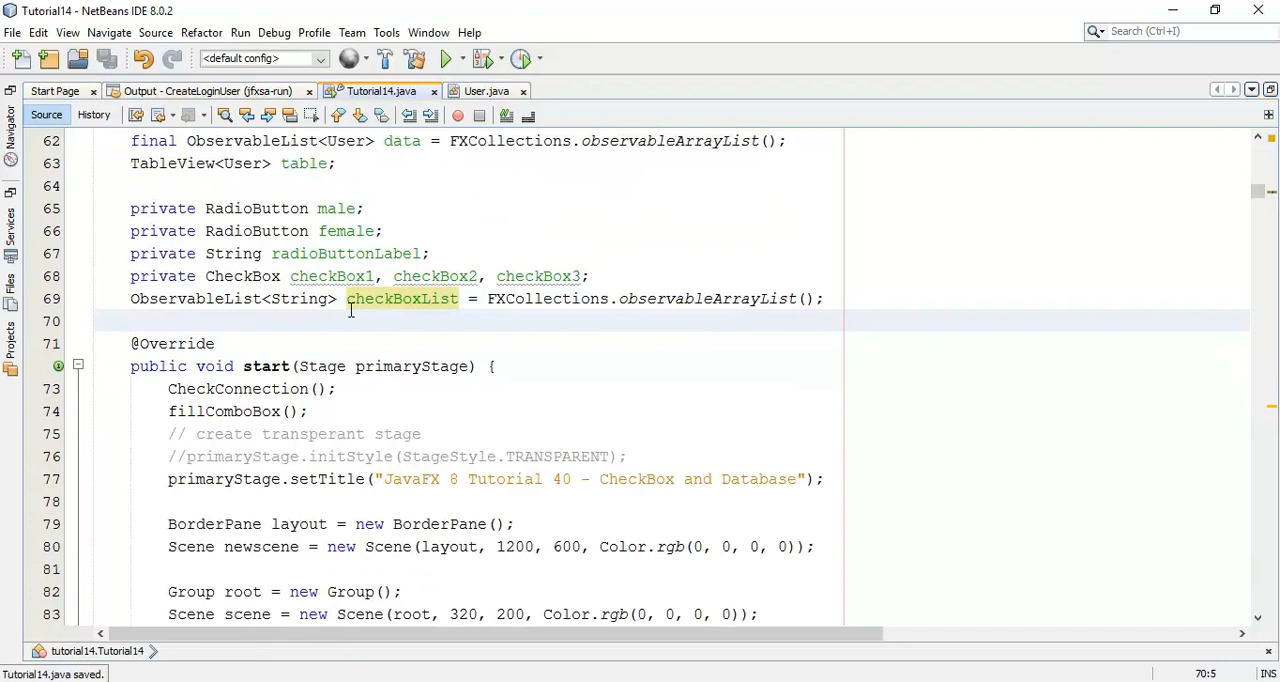 Tutorial14 - NetBeans IDE 8.0.2
File Edit View Navigate Source Refactor Run Debug Profile Team Tools Window Help
Search (Ctrl+I)
<default config>
Start Page Output - CreateLoginUser (jfxsa-run) Tutorial14.java User.java
Source History
Navigator
Services
Files
Projects
62 final ObservableList<User> data = FXCollections.observableArrayList();
63 TableView<User> table;
64
65 private RadioButton male;
66 private RadioButton female;
67 private String radioButtonLabel;
68 private CheckBox checkBox1, checkBox2, checkBox3;
69 ObservableList<String> checkBoxList = FXCollections.observableArrayList();
70
71 @Override
public void start(Stage primaryStage) {
73 CheckConnection();
74 fillComboBox();
75 // create transperant stage
76 //primaryStage.initStyle(StageStyle.TRANSPARENT);
77 primaryStage.setTitle("JavaFX 8 Tutorial 40 - CheckBox and Database");
78
79 BorderPane layout = new BorderPane();
80 Scene newscene = new Scene(layout, 1200, 600, Color.rgb(0, 0, 0, 0));
81
82 Group root = new Group();
83 Scene scene = new Scene(root, 320, 200, Color.rgb(0, 0, 0, 0));
tutorial14.Tutorial14
Tutorial14.java saved. 70:5 INS